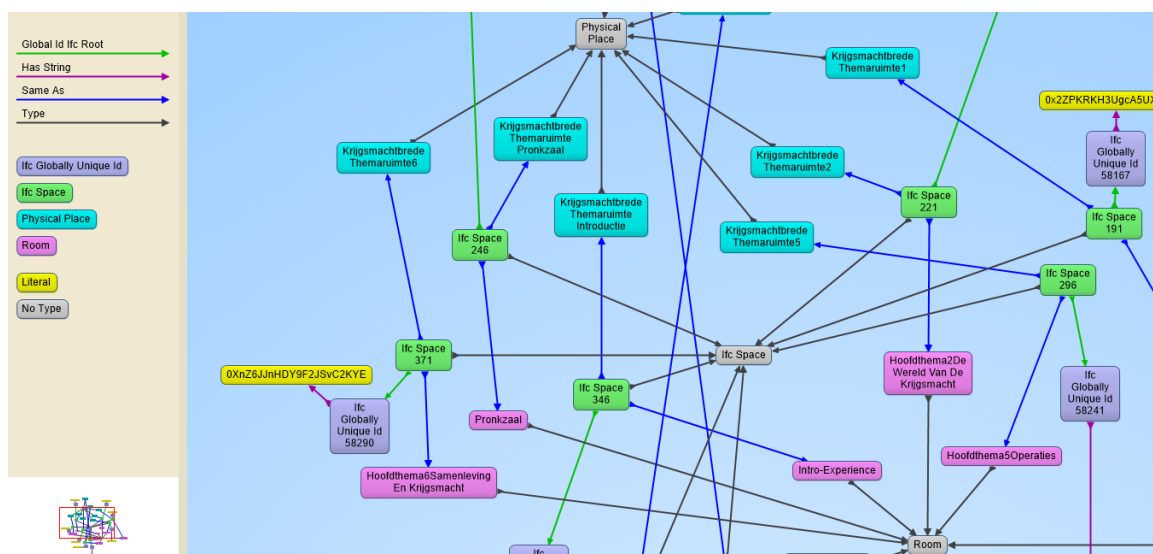 Global Id Ifc Root
Has String
Same As
Type
Ifc Globally Unique Id
Ifc Space
Physical Place
Room
Literal
No Type
Physical
Place
Krijgsmachtbrede
Themaruimte1
0x2ZPKRKH3UgcA5UX
Krijgsmachtbrede
Themaruimte
Pronkzaal
Krijgsmachtbrede
Themaruimte6
Krijgsmachtbrede
Themaruimte2
Ifc
Globally
Unique Id
58167
Krijgsmachtbrede
Themaruimte
Introductie
Ifc Space
221
Ifc Space
191
Krijgsmachtbrede
Themaruimte5
Ifc Space
246
Ifc Space
296
Ifc Space
371
Ifc Space
Hoofdthema2De
Wereld Van De
Krijgsmacht
0XnZ6JJnHDY9F2JSvC2KYE
Ifc Space
346
Ifc
Globally
Unique Id
58241
Ifc
Globally
Unique Id
58290
Pronkzaal
Hoofdthema5Operaties
Intro-Experience
Hoofdthema6Samenleving
En Krijgsmacht
Room
Ifc